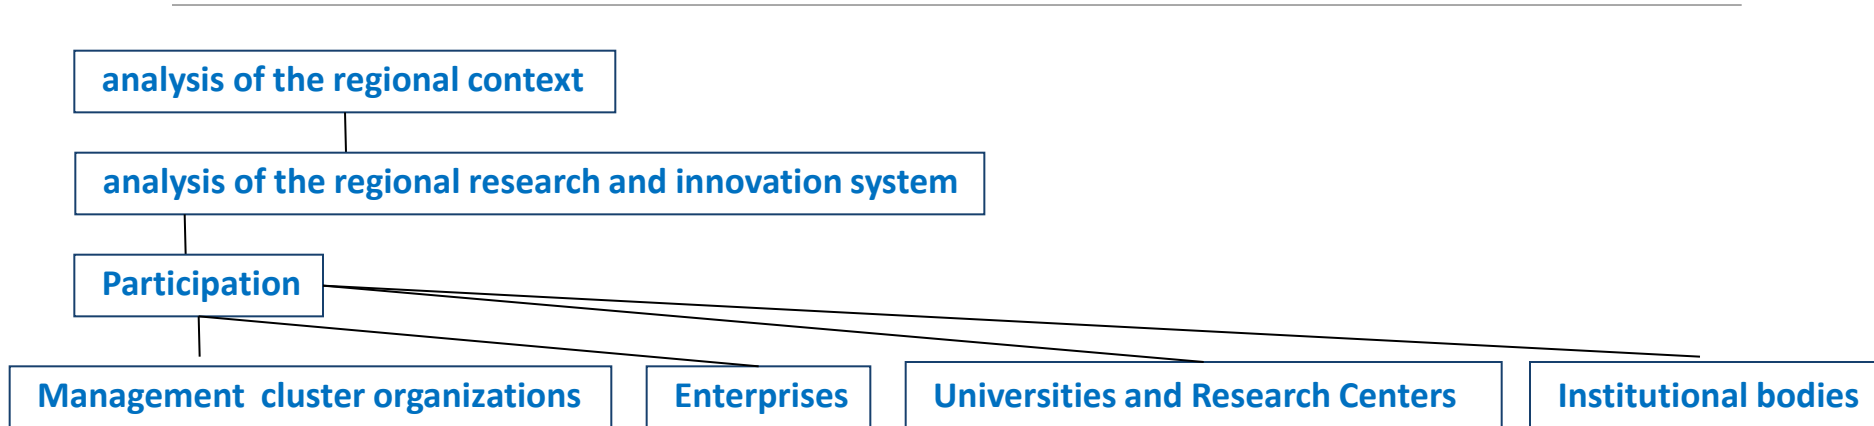 analysis of the regional context
analysis of the regional research and innovation system
Participation
Management cluster organizations
Enterprises
Universities and Research Centers
Institutional bodies